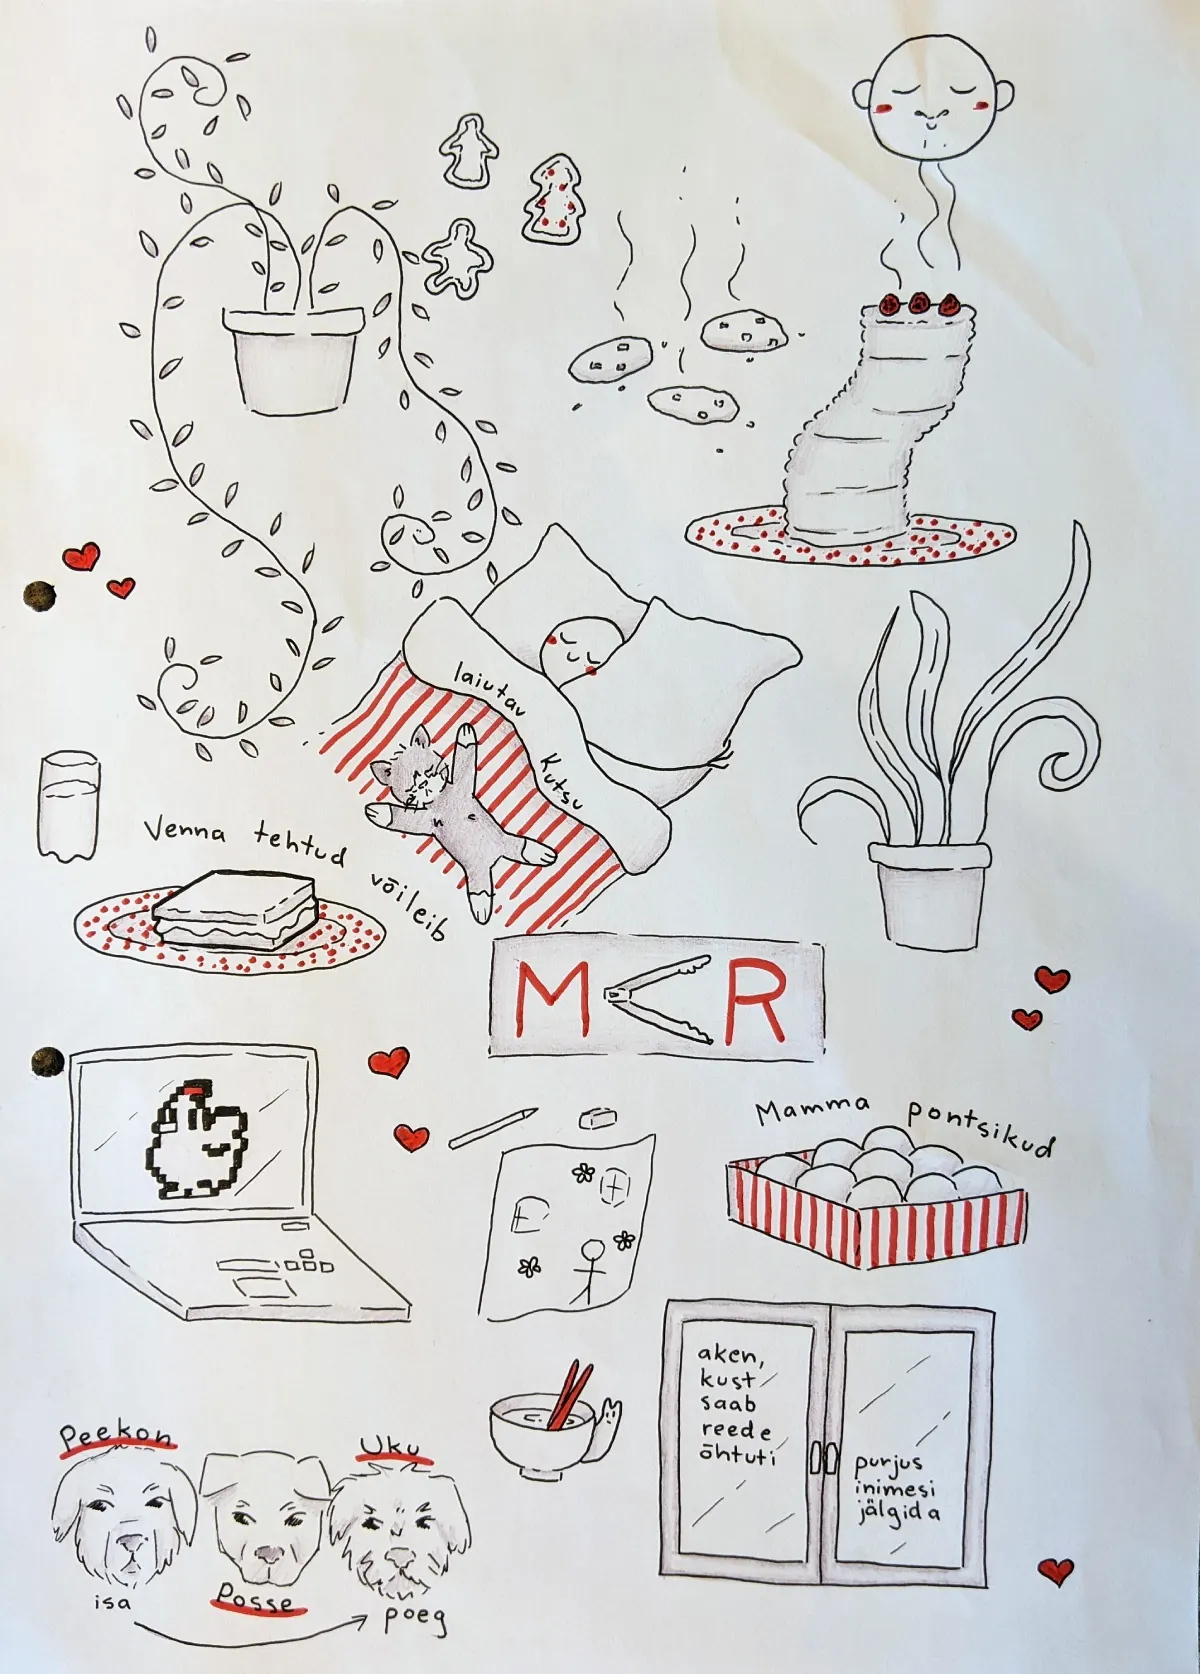 laiutav
kutsu
Venna tehtud
võileib
M R
Mamma pontsikud
aken,
kust
saab
reede
õhtuti
purjus
inimesi
jälgida
Peekon
Uku
isa
Posse
poeg